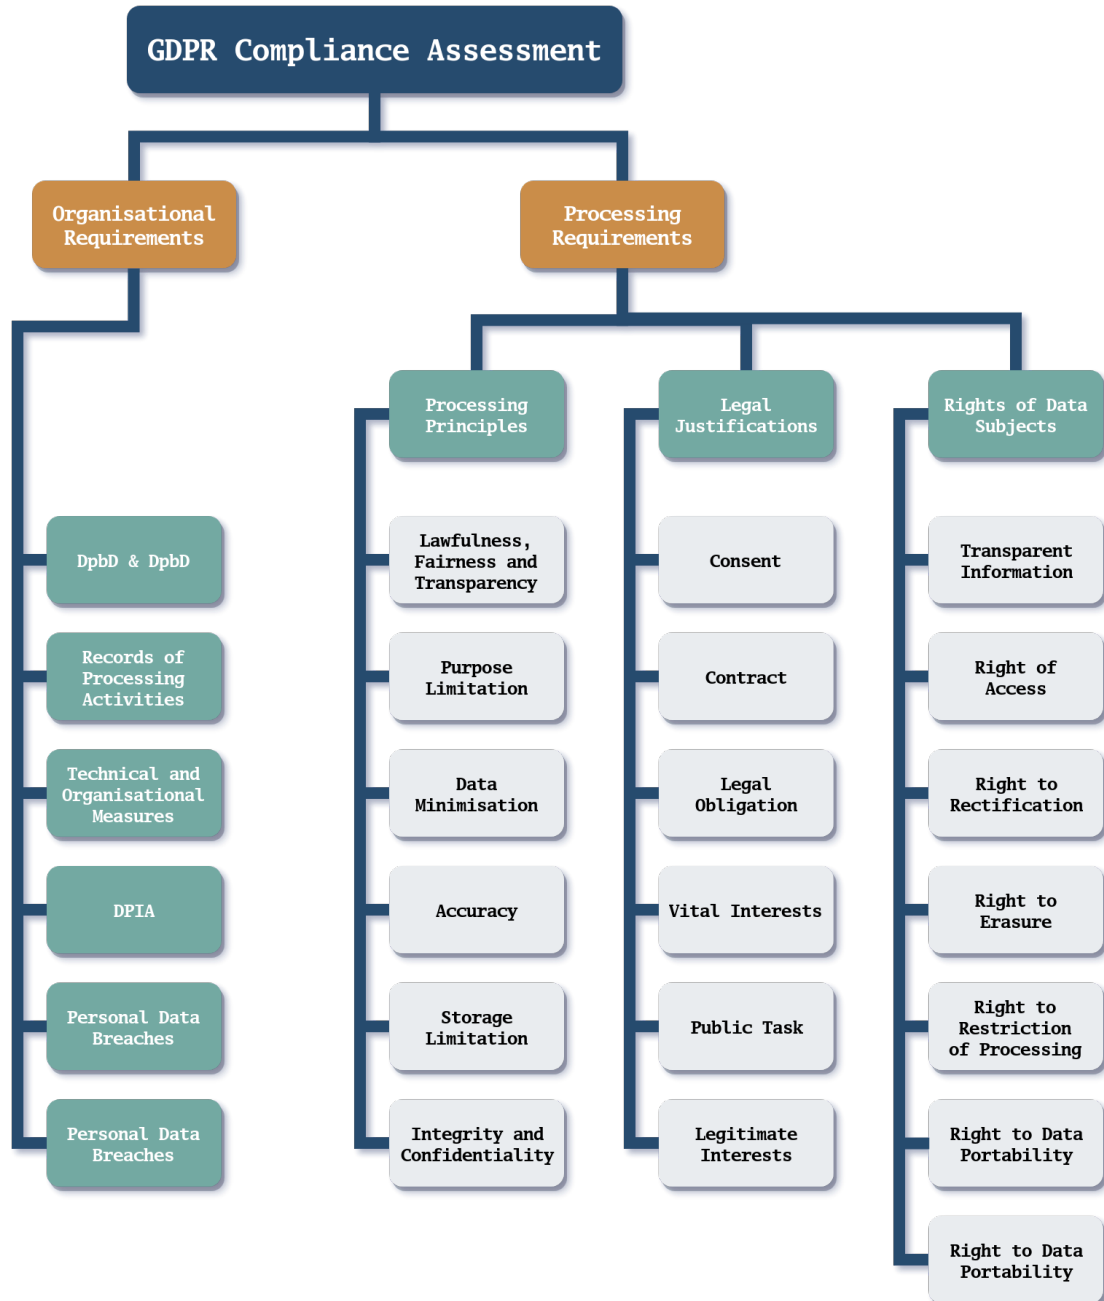 GDPR Compliance Assessment
Organisational
Requirements
Processing
Requirements
Processing
Principles
Legal
Justifications
Rights of Data
Subjects
DpbD & DpbD
Records of
Processing
Activities
Technical and
Organisational
Measures
DPIA
Personal Data
Breaches
Personal Data
Breaches
Lawfulness,
Fairness and
Transparency
Purpose
Limitation
Data
Minimisation
Accuracy
Storage
Limitation
Integrity and
Confidentiality
Consent
Contract
Legal
Obligation
Vital Interests
Public Task
Legitimate
Interests
Transparent
Information
Right of
Access
Right to
Rectification
Right to
Erasure
Right to
Restriction
of Processing
Right to Data
Portability
Right to Data
Portability